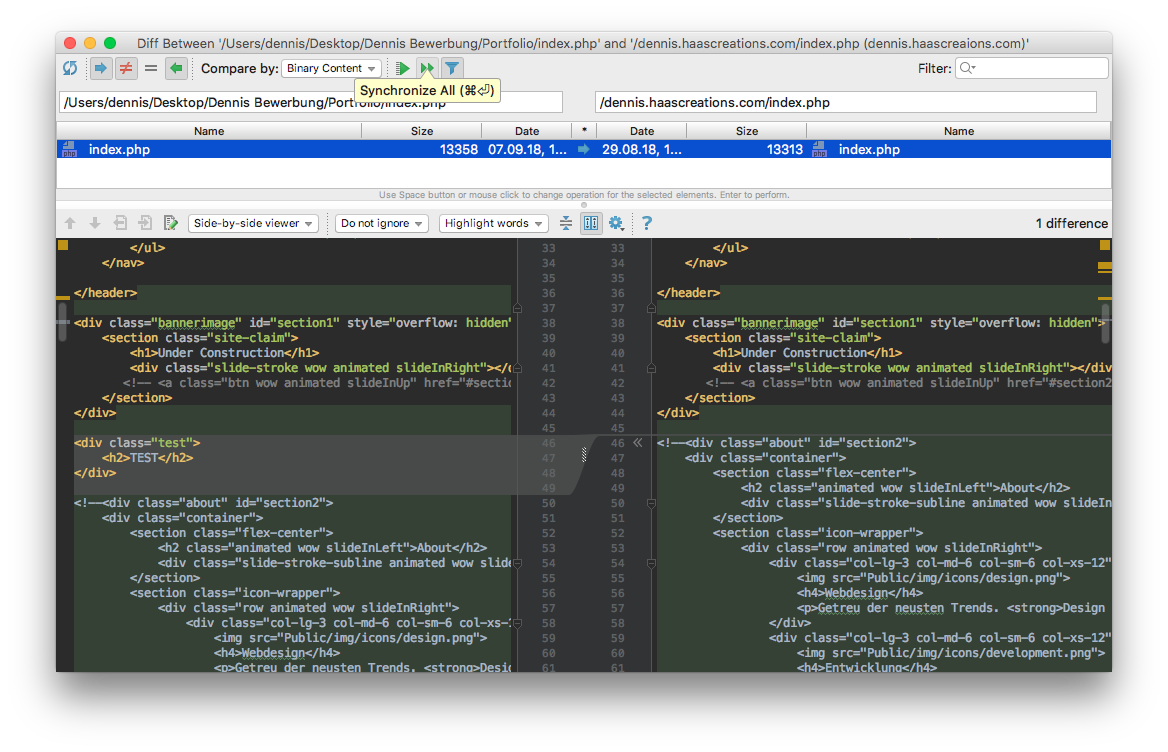 Diff Between '/Users/dennis/Desktop/Dennis Bewerbung/Portfolio/index.php' and '/dennis.haascreations.com/index.php (dennis.haascreaions.com)'
Compare by: Binary Content Filter:
Synchronize All (⌘⏎)
/Users/dennis/Desktop/Dennis Bewerbung/Portfolio/index.php /dennis.haascreations.com/index.php
Name Size Date * Date Size Name
index.php 13358 07.09.18, 1... 29.08.18, 1... 13313 index.php
Use Space button or mouse click to change operation for the selected elements. Enter to perform.
Side-by-side viewer Do not ignore Highlight words ? 1 difference
</ul> 33 33 </ul>
</nav> 34 34 </nav>
35 35
</header> 36 36 </header>
37 37
<div class="bannerimage" id="section1" style="overflow: hidden" 38 38 <div class="bannerimage" id="section1" style="overflow: hidden">
<section class="site-claim"> 39 39 <section class="site-claim">
<h1>Under Construction</h1> 40 40 <h1>Under Construction</h1>
<div class="slide-stroke wow animated slideInRight"></d 41 41 <div class="slide-stroke wow animated slideInRight"></div
<!-- <a class="btn wow animated slideInUp" href="#sectio 42 42 <!-- <a class="btn wow animated slideInUp" href="#section2
</section> 43 43 </section>
</div> 44 44 </div>
45 45
<div class="test"> 46 46 <!--<div class="about" id="section2">
<h2>TEST</h2> 47 47 <div class="container">
</div> 48 48 <section class="flex-center">
49 49 <h2 class="animated wow slideInLeft">About</h2>
<!--<div class="about" id="section2"> 50 50 <div class="slide-stroke-subline animated wow slideIn
<div class="container"> 51 51 </section>
<section class="flex-center"> 52 52 <section class="icon-wrapper">
<h2 class="animated wow slideInLeft">About</h2> 53 53 <div class="row animated wow slideInRight">
<div class="slide-stroke-subline animated wow slide 54 54 <div class="col-lg-3 col-md-6 col-sm-6 col-xs-12"
</section> 55 55 <img src="Public/img/icons/design.png">
<section class="icon-wrapper"> 56 56 <h4>Webdesign</h4>
<div class="row animated wow slideInRight"> 57 57 <p>Getreu der neusten Trends. <strong>Design
<div class="col-lg-3 col-md-6 col-sm-6 col-xs-1 58 58 </div>
<img src="Public/img/icons/design.png"> 59 59 <div class="col-lg-3 col-md-6 col-sm-6 col-xs-12"
<h4>Webdesign</h4> 60 60 <img src="Public/img/icons/development.png">
<p>Getreu der neusten Trends. <strong>Desig 61 61 <h4>Entwicklung</h4>